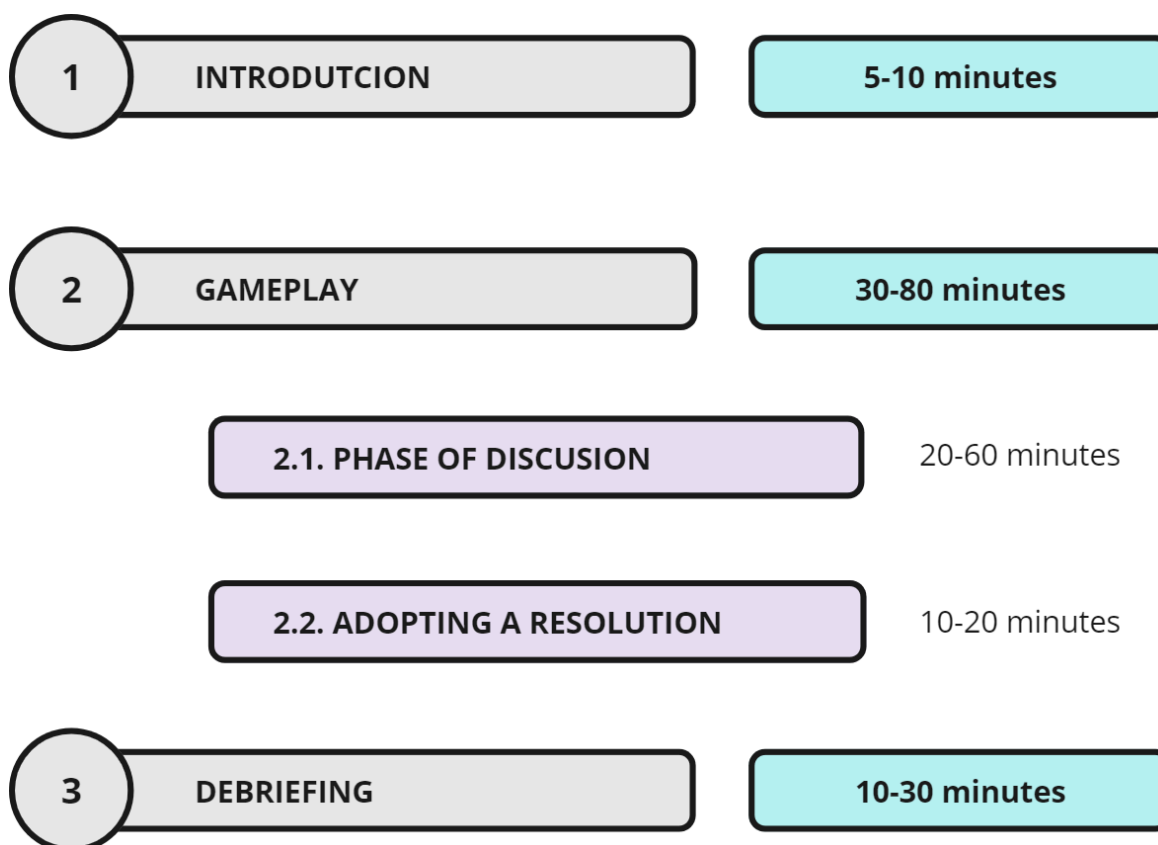 1 INTRODUTCION 5-10 minutes
2 GAMEPLAY 30-80 minutes
2.1. PHASE OF DISCUSION 20-60 minutes
2.2. ADOPTING A RESOLUTION 10-20 minutes
3 DEBRIEFING 10-30 minutes